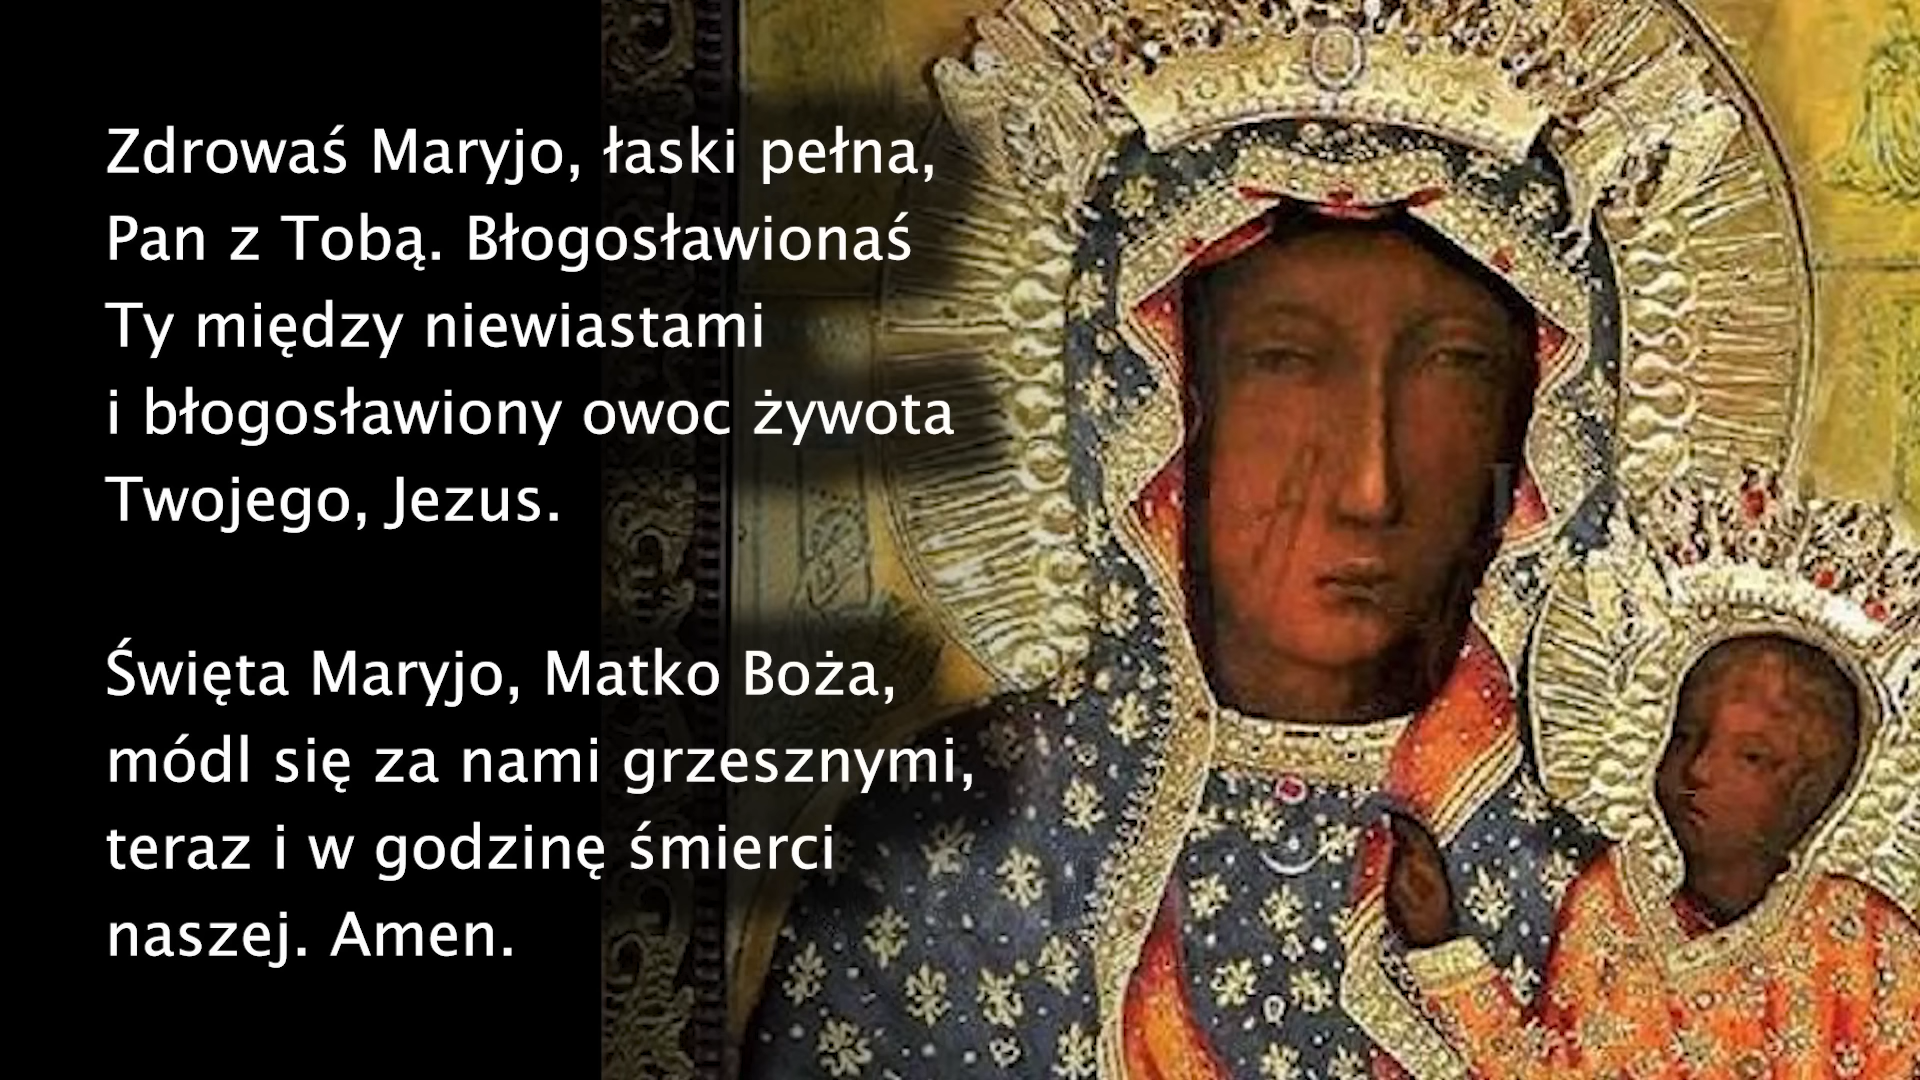 Zdrowaś Maryjo, łaski pełna,
Pan z Tobą. Błogosławionaś
Ty między niewiastami
i błogosławiony owoc żywota
Twojego, Jezus.
Święta Maryjo, Matko Boża,
módl się za nami grzesznymi,
teraz i w godzinę śmierci
naszej. Amen.